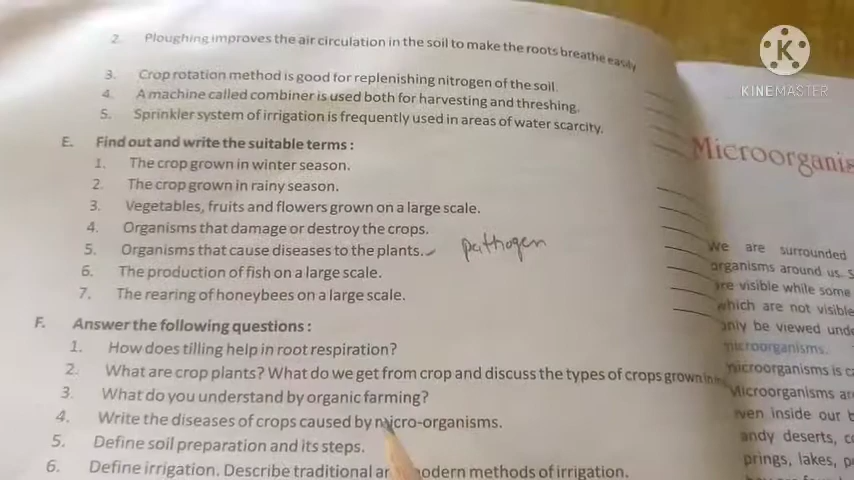 2. Ploughing improves the air circulation in the soil to make the roots breathe easily
3. Crop rotation method is good for replenishing nitrogen of the soil.
4. A machine called combiner is used both for harvesting and threshing.
5. Sprinkler system of irrigation is frequently used in areas of water scarcity.
E. Find out and write the suitable terms :
1. The crop grown in winter season.
2. The crop grown in rainy season.
3. Vegetables, fruits and flowers grown on a large scale.
4. Organisms that damage or destroy the crops.
5. Organisms that cause diseases to the plants. pathogen
6. The production of fish on a large scale.
7. The rearing of honeybees on a large scale.
F. Answer the following questions :
1. How does tilling help in root respiration?
2. What are crop plants? What do we get from crop and discuss the types of crops grown in
3. What do you understand by organic farming?
4. Write the diseases of crops caused by micro-organisms.
5. Define soil preparation and its steps.
6. Define irrigation. Describe traditional modern methods of irrigation.
K
KINEMASTER
Microorganis
We are surrounded
organisms around us. S
are visible while some
which are not visible
only be viewed unde
microorganisms.
microorganisms is c
Microorganisms ar
even inside our b
andy deserts, c
prings, lakes, p